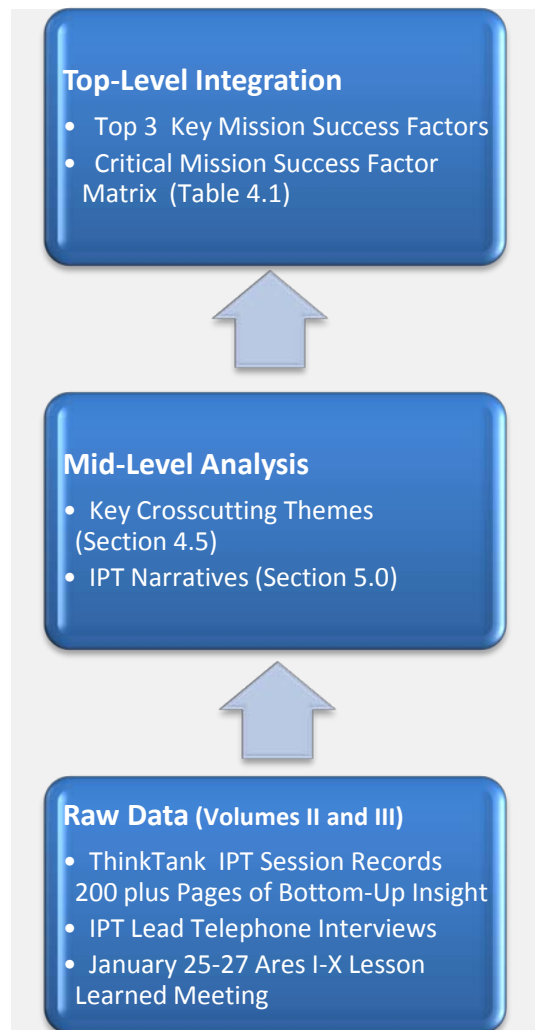 Top-Level Integration
• Top 3 Key Mission Success Factors
• Critical Mission Success Factor
Matrix (Table 4.1)
Mid-Level Analysis
• Key Crosscutting Themes
(Section 4.5)
• IPT Narratives (Section 5.0)
Raw Data (Volumes II and III)
• ThinkTank IPT Session Records
200 plus Pages of Bottom-Up Insight
• IPT Lead Telephone Interviews
• January 25-27 Ares I-X Lesson
Learned Meeting